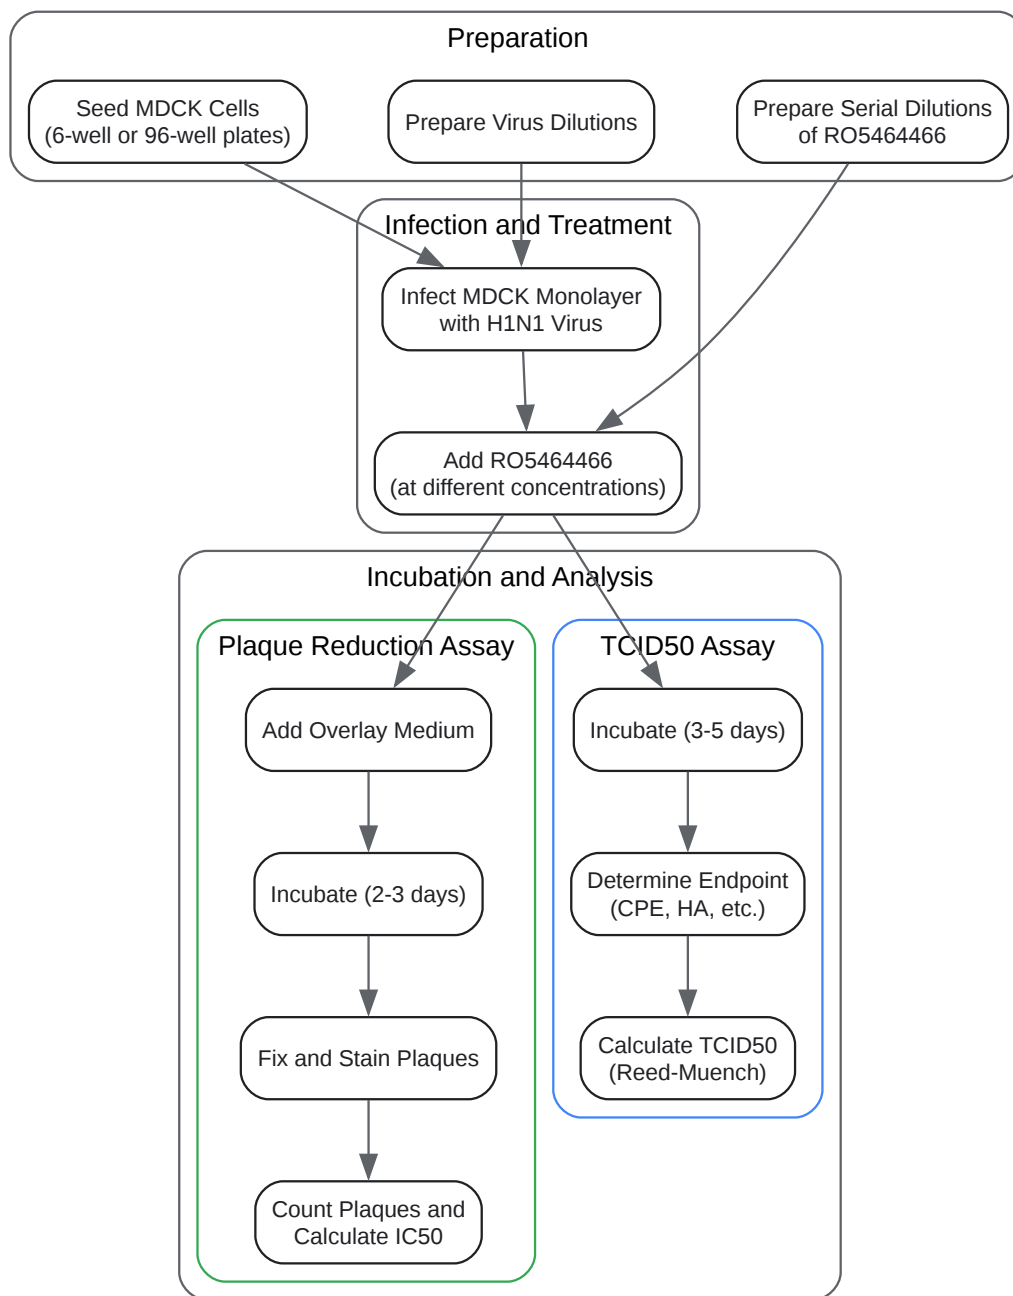 Preparation
Seed MDCK Cells
(6-well or 96-well plates)
Prepare Virus Dilutions
Prepare Serial Dilutions
of RO5464466
Infection and Treatment
Infect MDCK Monolayer
with H1N1 Virus
Add RO5464466
(at different concentrations)
Incubation and Analysis
Plaque Reduction Assay
Add Overlay Medium
Incubate (2-3 days)
Fix and Stain Plaques
Count Plaques and
Calculate IC50
TCID50 Assay
Incubate (3-5 days)
Determine Endpoint
(CPE, HA, etc.)
Calculate TCID50
(Reed-Muench)